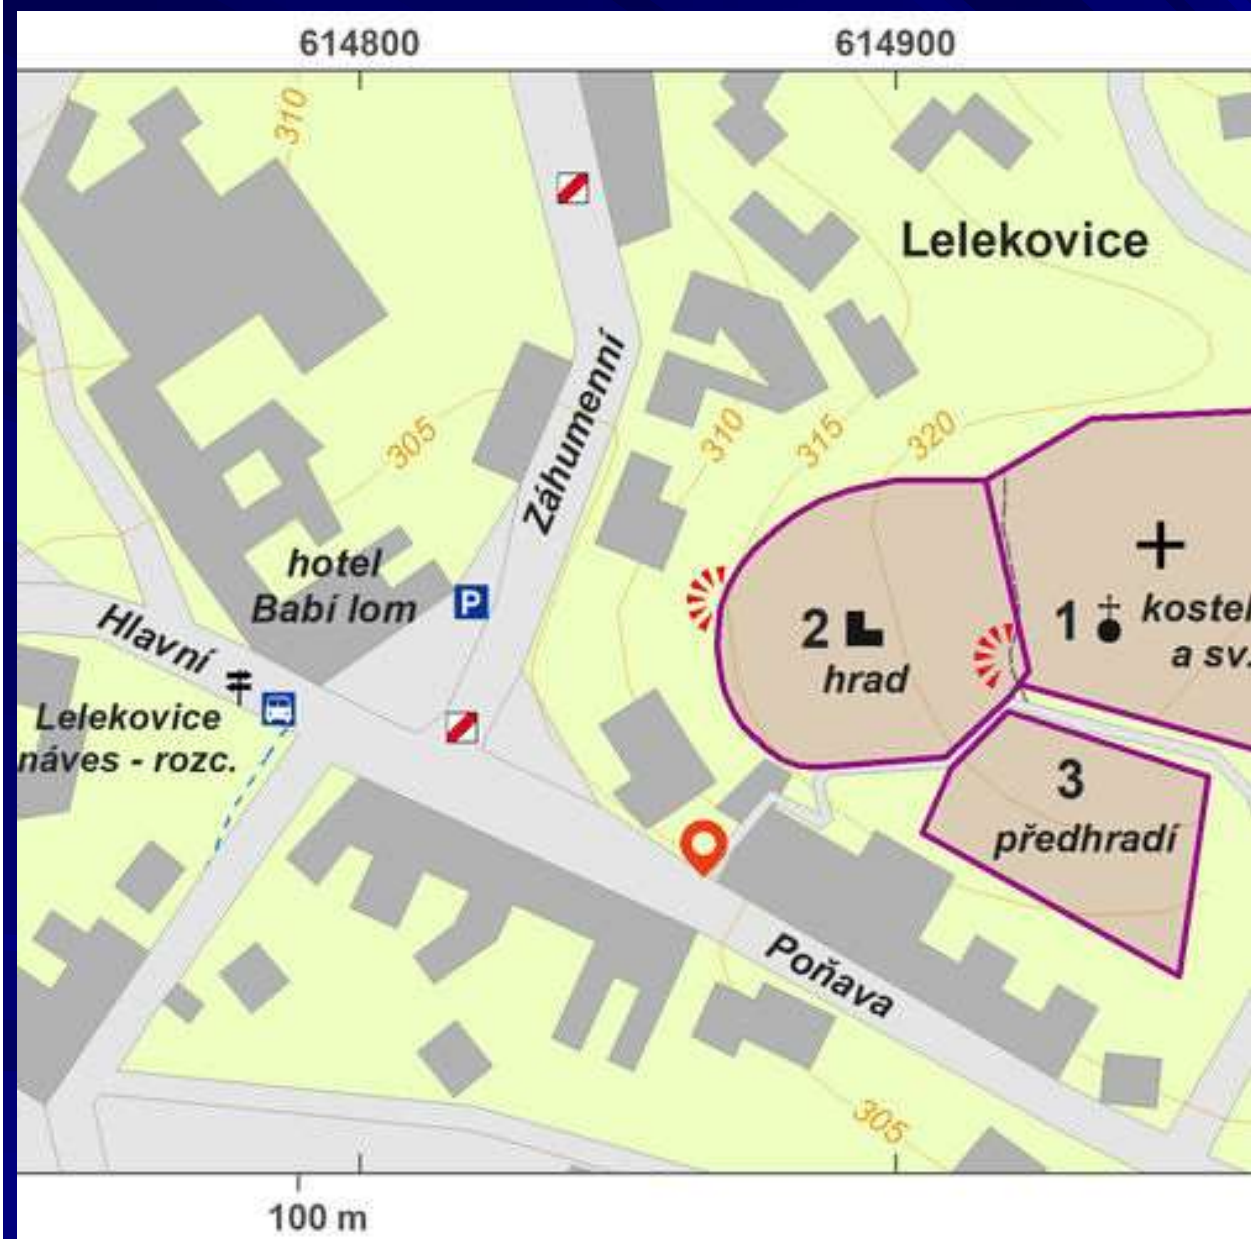 614800
614900
310
Lelekovice
Záhumenní
305
310
315
320
hotel
Babí lom
P
Hlavní
2
hrad
1
kostel
a sv.
Lelekovice
náves - rozc.
3
předhradí
Poňava
305
100 m